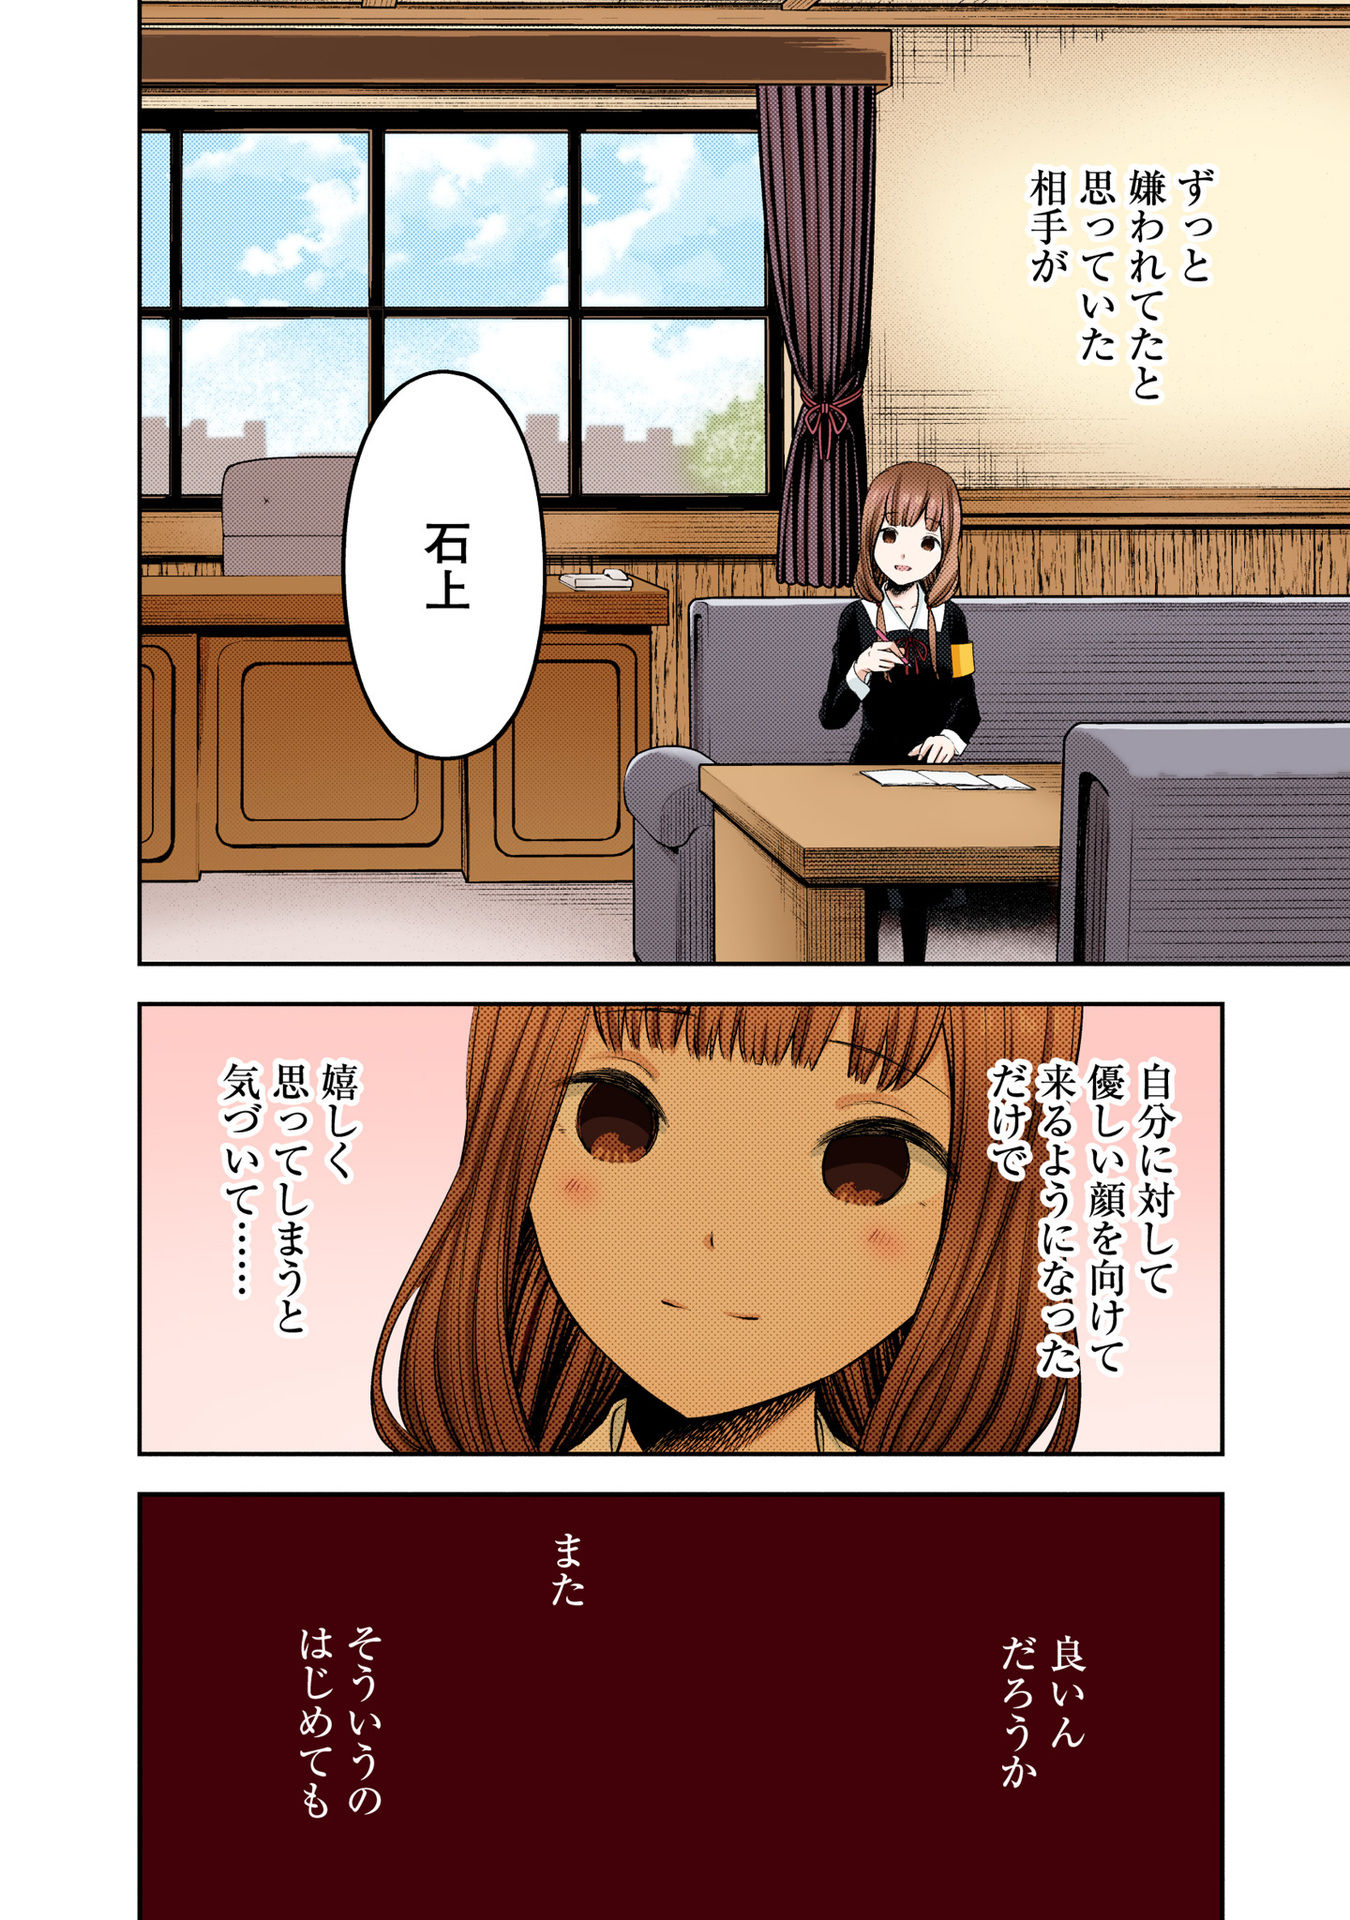 ずっと
嫌われてたと
思っていた
相手が
石上
自分に対して
優しい顔を向けて
来るようになった
だけで
嬉しく
思ってしまうと
気づいて……
良いん
だろうか
また
そういうの
はじめても